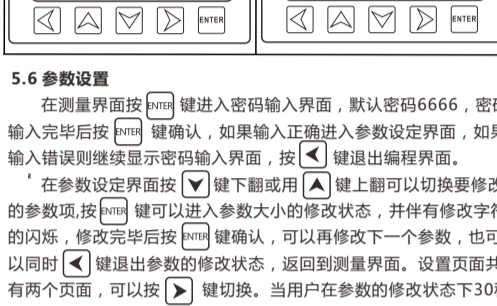 ENTER ENTER
5.6 参数设置
在测量界面按 ENTER 键进入密码输入界面，默认密码6666，密
输入完毕后按 ENTER 键确认，如果输入正确进入参数设定界面，如
输入错误则继续显示密码输入界面，按 键退出编程界面。
在参数设定界面按 键下翻或用 键上翻可以切换要修改
的参数项,按 ENTER 键可以进入参数大小的修改状态，并伴有修改字
的闪烁，修改完毕后按 ENTER 键确认，可以再修改下一个参数，也可
以同时 键退出参数的修改状态，返回到测量界面。设置页面共
有两个页面，可以按 键切换。当用户在参数的修改状态下30